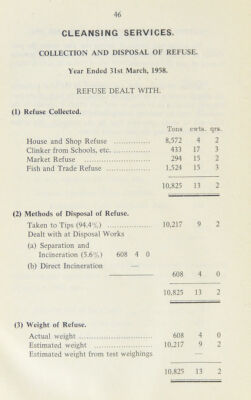 46
CLEANSING SERVICES.
COLLECTION AND DISPOSAL OF REFUSE.
Year Ended 31st March, 1958.
REFUSE DEALT WITH.
(1) Refuse Collected.
Tons cwts. qrs.
House and Shop Refuse ............... 8,572 4 2
Clinker from Schools, etc. ............... 433 17 3
Market Refuse ............... 294 15 2
Fish and Trade Refuse ............... 1,524 15 3
10,825 13 2
(2) Methods of Disposal of Refuse.
Taken to Tips (94.4%) ............... 10,217 9 2
Dealt with at Disposal Works
(a) Separation and
Incineration (5.6%) 608 4 0
(b) Direct Incineration —
608 4 0
10,825 13 2
(3) Weight of Refuse.
Actual weight ............... 608 4 0
Estimated weight ............... 10,217 9 2
Estimated weight from test weighings —
10,825 13 2